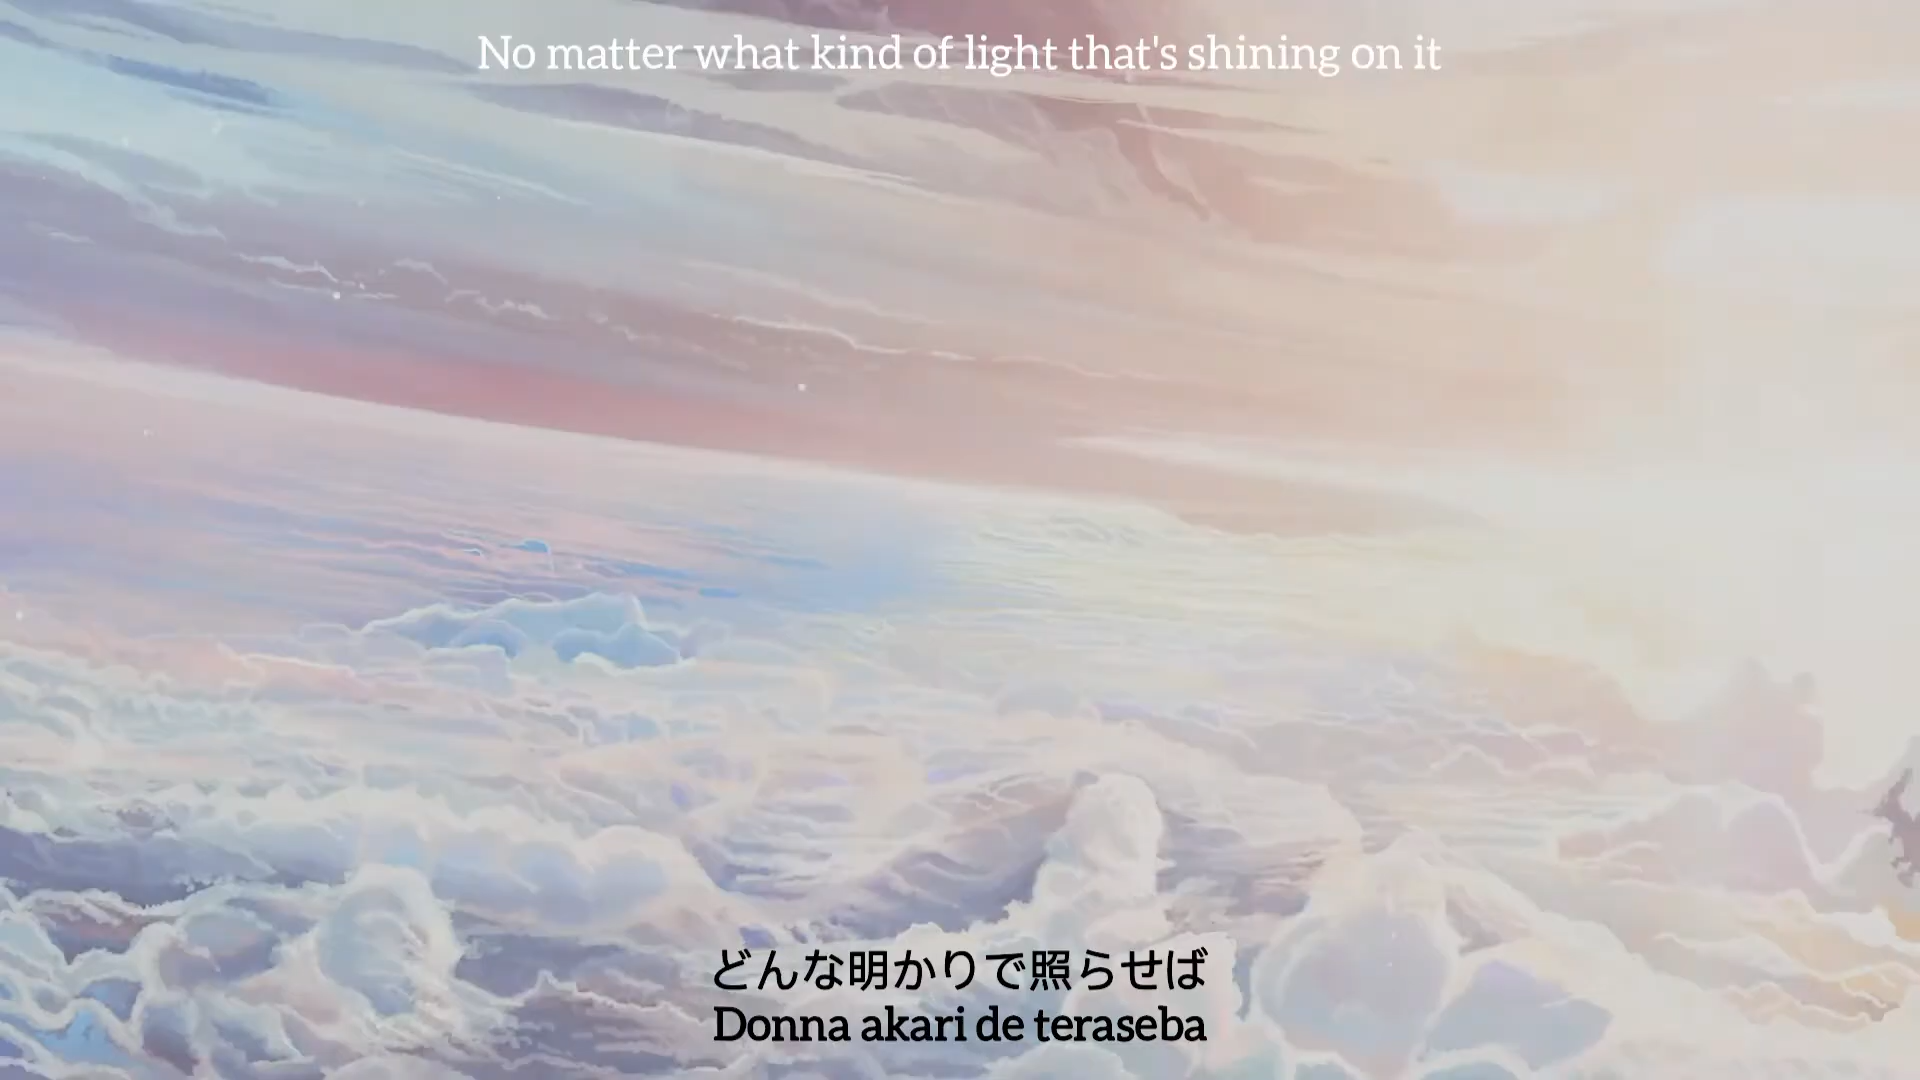 No matter what kind of light that's shining on it
どんな明かりで照らせば
Donna akari de teraseba